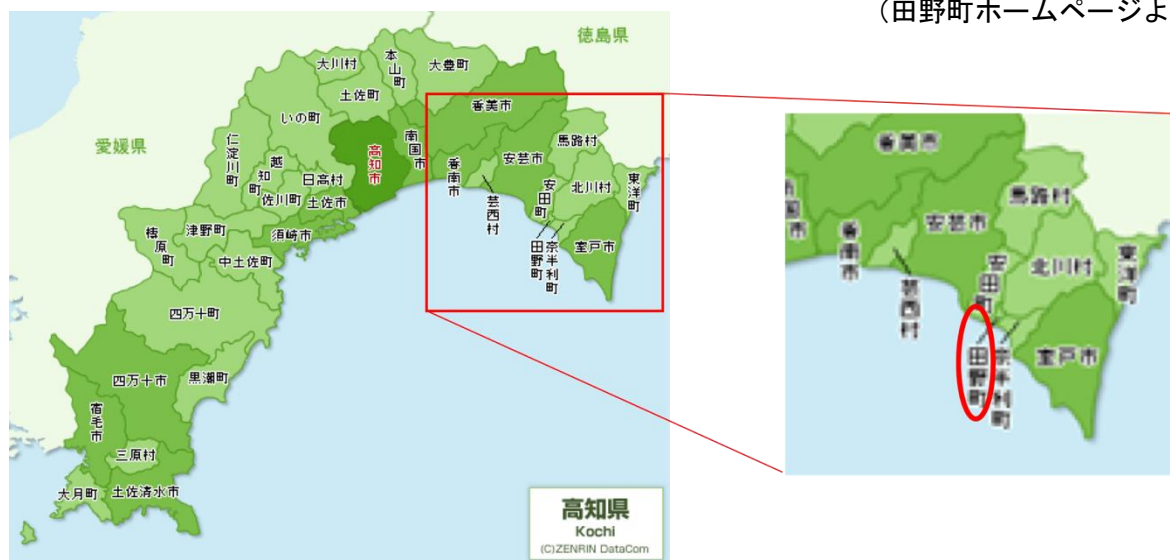 （田野町ホームページよ
徳島県
本山町
大川村
大豊町
土佐町
香美市
いの町
愛媛県
仁淀川町
高知市
南国市
馬路村
越知町
安芸市
日高村
香南市
東洋町
北川村
佐川町
土佐市
安田町
芸西村
津野町
須崎市
室戸市
梼原町
田野町
奈半利町
中土佐町
四万十町
四万十市
黒潮町
宿毛市
三原村
大月町
土佐清水市
高知県
Kochi
(C)ZENRIN DataCom
香美市
馬路村
国市
安芸市
香南市
東洋町
北川村
安田町
芸西村
田野町
奈半利町
室戸市